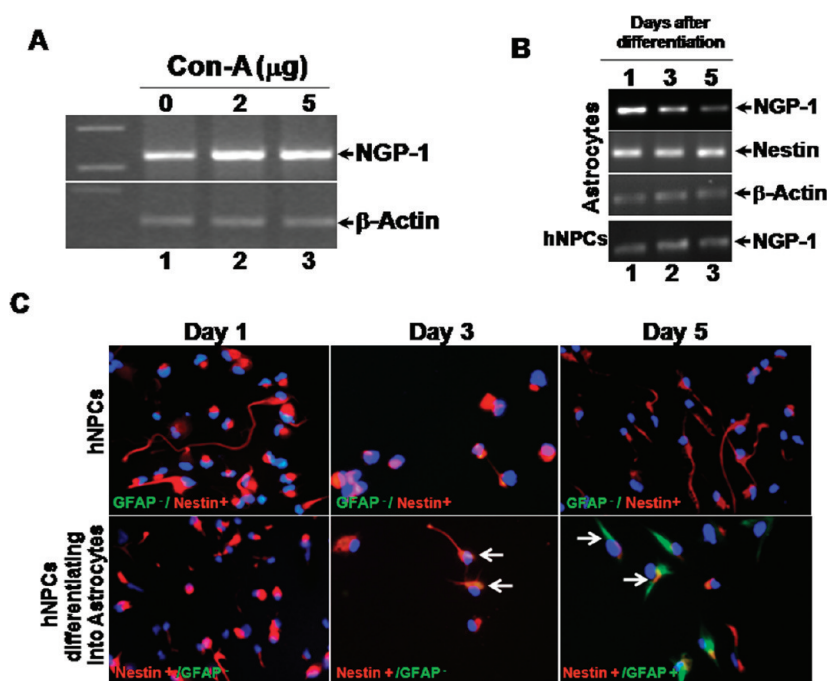 A
Con-A (µg)
0 2 5
NGP-1
β-Actin
1 2 3
B
Days after
differentiation
1 3 5
Astrocytes
NGP-1
Nestin
β-Actin
hNPCs
NGP-1
1 2 3
C
Day 1 Day 3 Day 5
hNPCs
GFAP - / Nestin+
GFAP - / Nestin+
GFAP - / Nestin+
hNPCs
differentiating
into Astrocytes
Nestin +/GFAP -
Nestin +/GFAP -
Nestin +/GFAP +